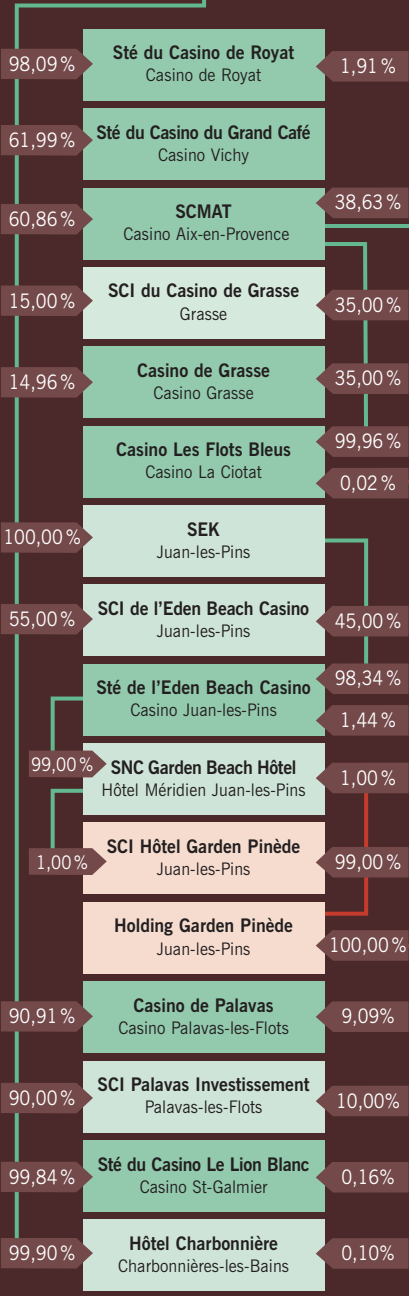 98,09 %
Sté du Casino de Royat
Casino de Royat
1,91 %
61,99 %
Sté du Casino du Grand Café
Casino Vichy
60,86 %
SCMAT
Casino Aix-en-Provence
38,63 %
15,00 %
SCI du Casino de Grasse
Grasse
35,00 %
14,96 %
Casino de Grasse
Casino Grasse
35,00 %
Casino Les Flots Bleus
Casino La Ciotat
99,96 %
0,02 %
100,00 %
SEK
Juan-les-Pins
55,00 %
SCI de l'Eden Beach Casino
Juan-les-Pins
45,00 %
Sté de l'Eden Beach Casino
Casino Juan-les-Pins
98,34 %
1,44 %
99,00 %
SNC Garden Beach Hôtel
Hôtel Méridien Juan-les-Pins
1,00 %
1,00 %
SCI Hôtel Garden Pinède
Juan-les-Pins
99,00 %
Holding Garden Pinède
Juan-les-Pins
100,00 %
90,91 %
Casino de Palavas
Casino Palavas-les-Flots
9,09%
90,00 %
SCI Palavas Investissement
Palavas-les-Flots
10,00%
99,84 %
Sté du Casino Le Lion Blanc
Casino St-Galmier
0,16%
99,90 %
Hôtel Charbonnière
Charbonnières-les-Bains
0,10%